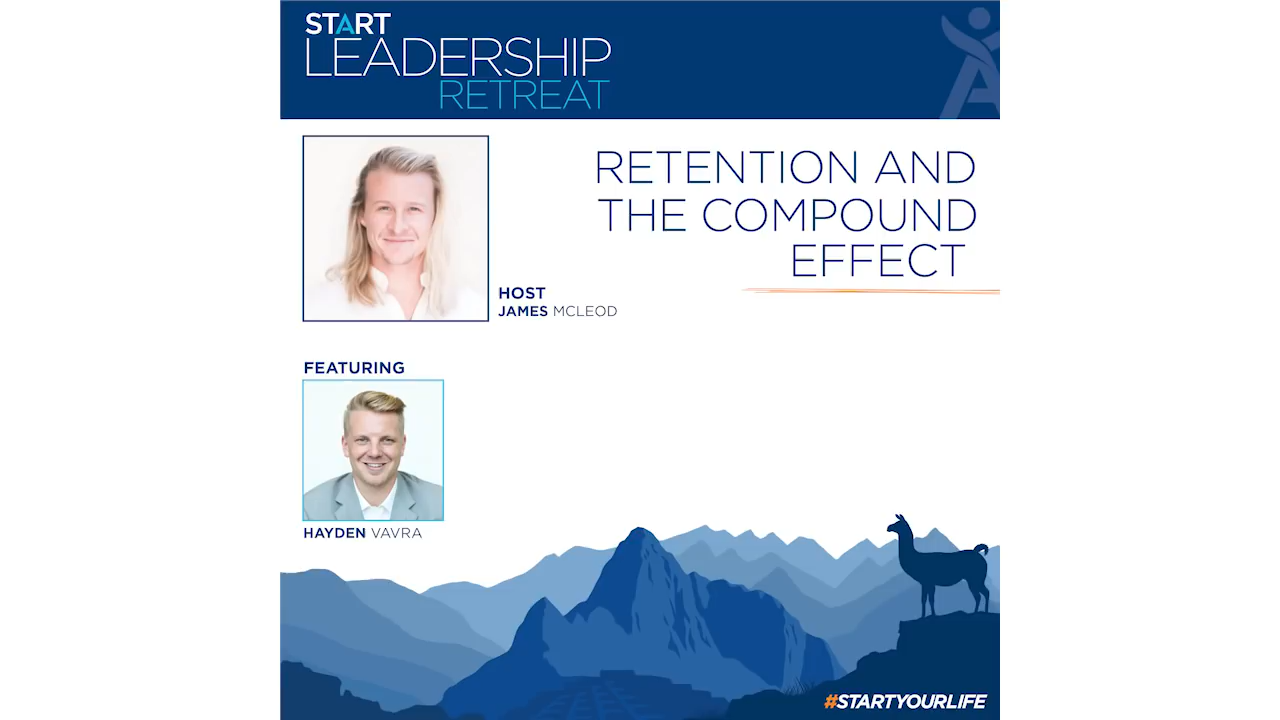 START
LEADERSHIP
RETREAT
RETENTION AND
THE COMPOUND
EFFECT
HOST
JAMES MCLEOD
FEATURING
HAYDEN VAVRA
#STARTYOURLIFE